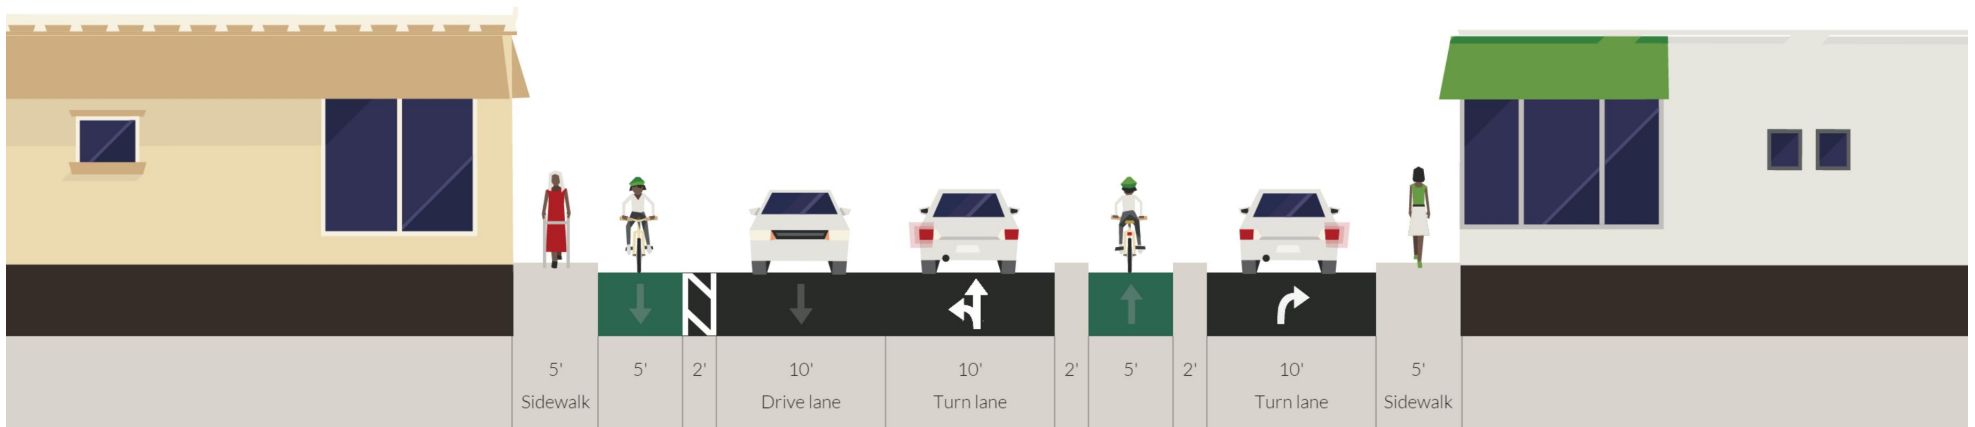 5' 5' 2' 10' 10' 2' 5' 2' 10' 5'
Sidewalk Drive lane Turn lane Turn lane Sidewalk